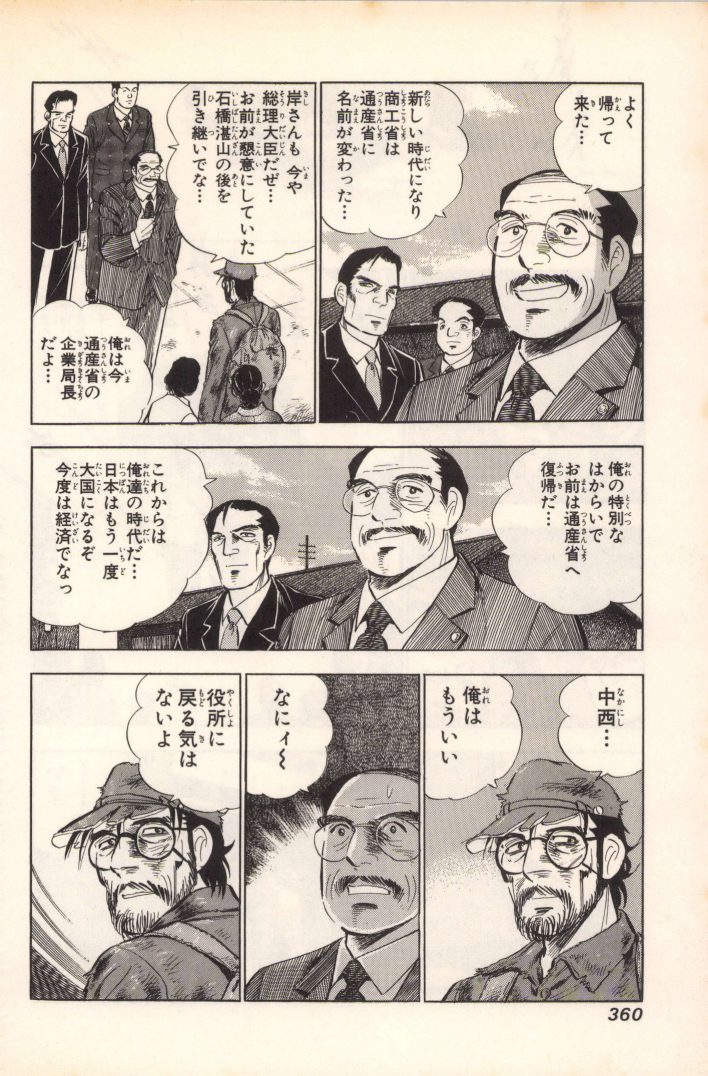 よく
帰って
来た…
新しい時代になり
商工省は
通産省に
名前が変わった…
岸さんも 今や
総理大臣だぜ…
お前が懇意にしていた
石橋湛山の後を
引き継いでな…
俺は今
通産省の
企業局長
だよ…
俺の特別な
はからいで
お前は通産省へ
復帰だ…
これからは
俺達の時代だ…
日本はもう一度
大国になるぞ
今度は経済でなっ
中西…
俺は
もういい
なにィ～
役所に
戻る気は
ないよ
360